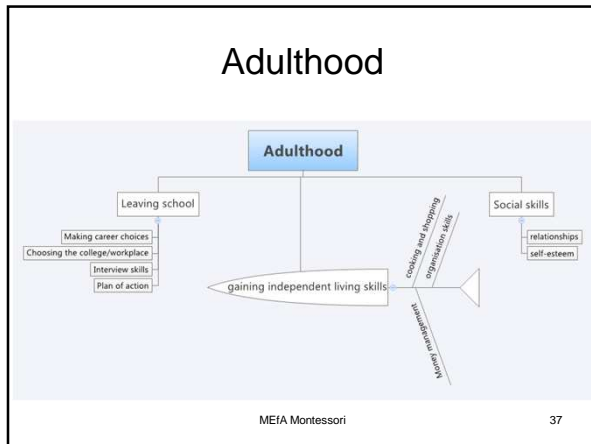 Adulthood
Adulthood
Leaving school
Making career choices
Choosing the college/workplace
Interview skills
Plan of action
gaining independent living skills
cooking and shopping
organisation skills
Money management
Social skills
relationships
self-esteem
MEfA Montessori
37